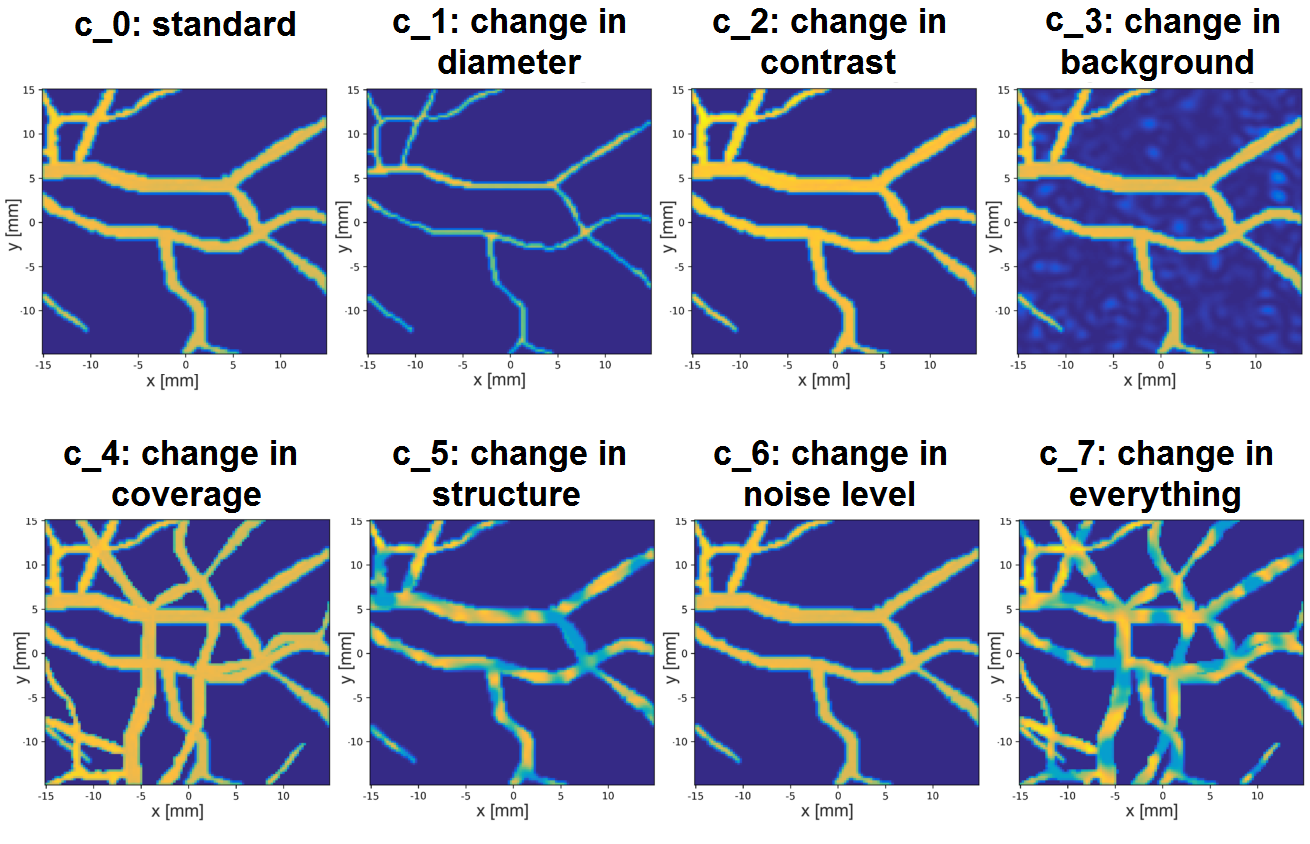 c_0: standard
c_1: change in
diameter
c_2: change in
contrast
c_3: change in
background
15
10
5
0
-5
-10
y [mm]
-15 -10 -5 0 5 10
x [mm]
15
10
5
0
-5
-10
y [mm]
-15 -10 -5 0 5 10
x [mm]
15
10
5
0
-5
-10
y [mm]
-15 -10 -5 0 5 10
x [mm]
15
10
5
0
-5
-10
y [mm]
-15 -10 -5 0 5 10
x [mm]
c_4: change in
coverage
c_5: change in
structure
c_6: change in
noise level
c_7: change in
everything
15
10
5
0
-5
-10
y [mm]
-15 -10 -5 0 5 10
x [mm]
15
10
5
0
-5
-10
y [mm]
-15 -10 -5 0 5 10
x [mm]
15
10
5
0
-5
-10
y [mm]
-15 -10 -5 0 5 10
x [mm]
15
10
5
0
-5
-10
y [mm]
-15 -10 -5 0 5 10
x [mm]